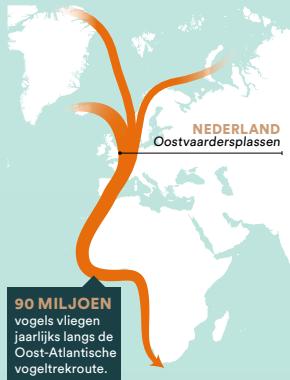 NEDERLAND
Oostvaardersplassen
90 MILJOEN
vogels vliegen
jaarlijks langs de
Oost-Atlantische
vogeltrekroute.